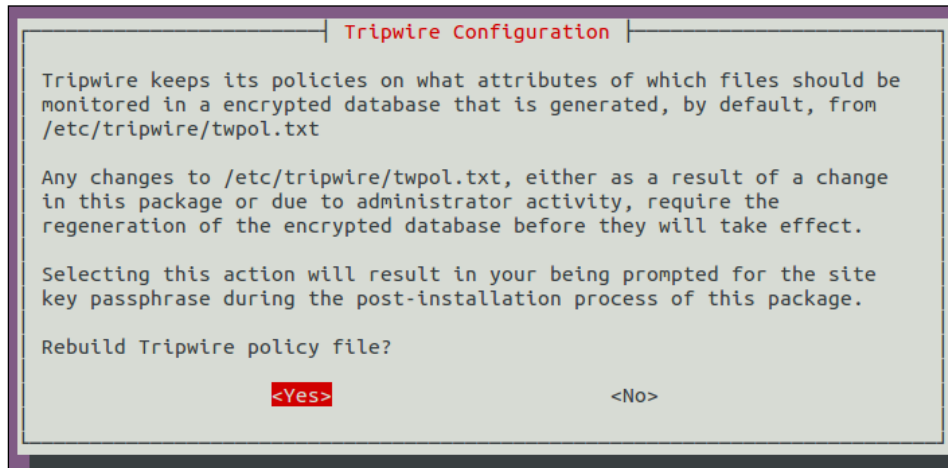 Tripwire Configuration
Tripwire keeps its policies on what attributes of which files should be
monitored in a encrypted database that is generated, by default, from
/etc/tripwire/twpol.txt
Any changes to /etc/tripwire/twpol.txt, either as a result of a change
in this package or due to administrator activity, require the
regeneration of the encrypted database before they will take effect.
Selecting this action will result in your being prompted for the site
key passphrase during the post-installation process of this package.
Rebuild Tripwire policy file?
<Yes> <No>